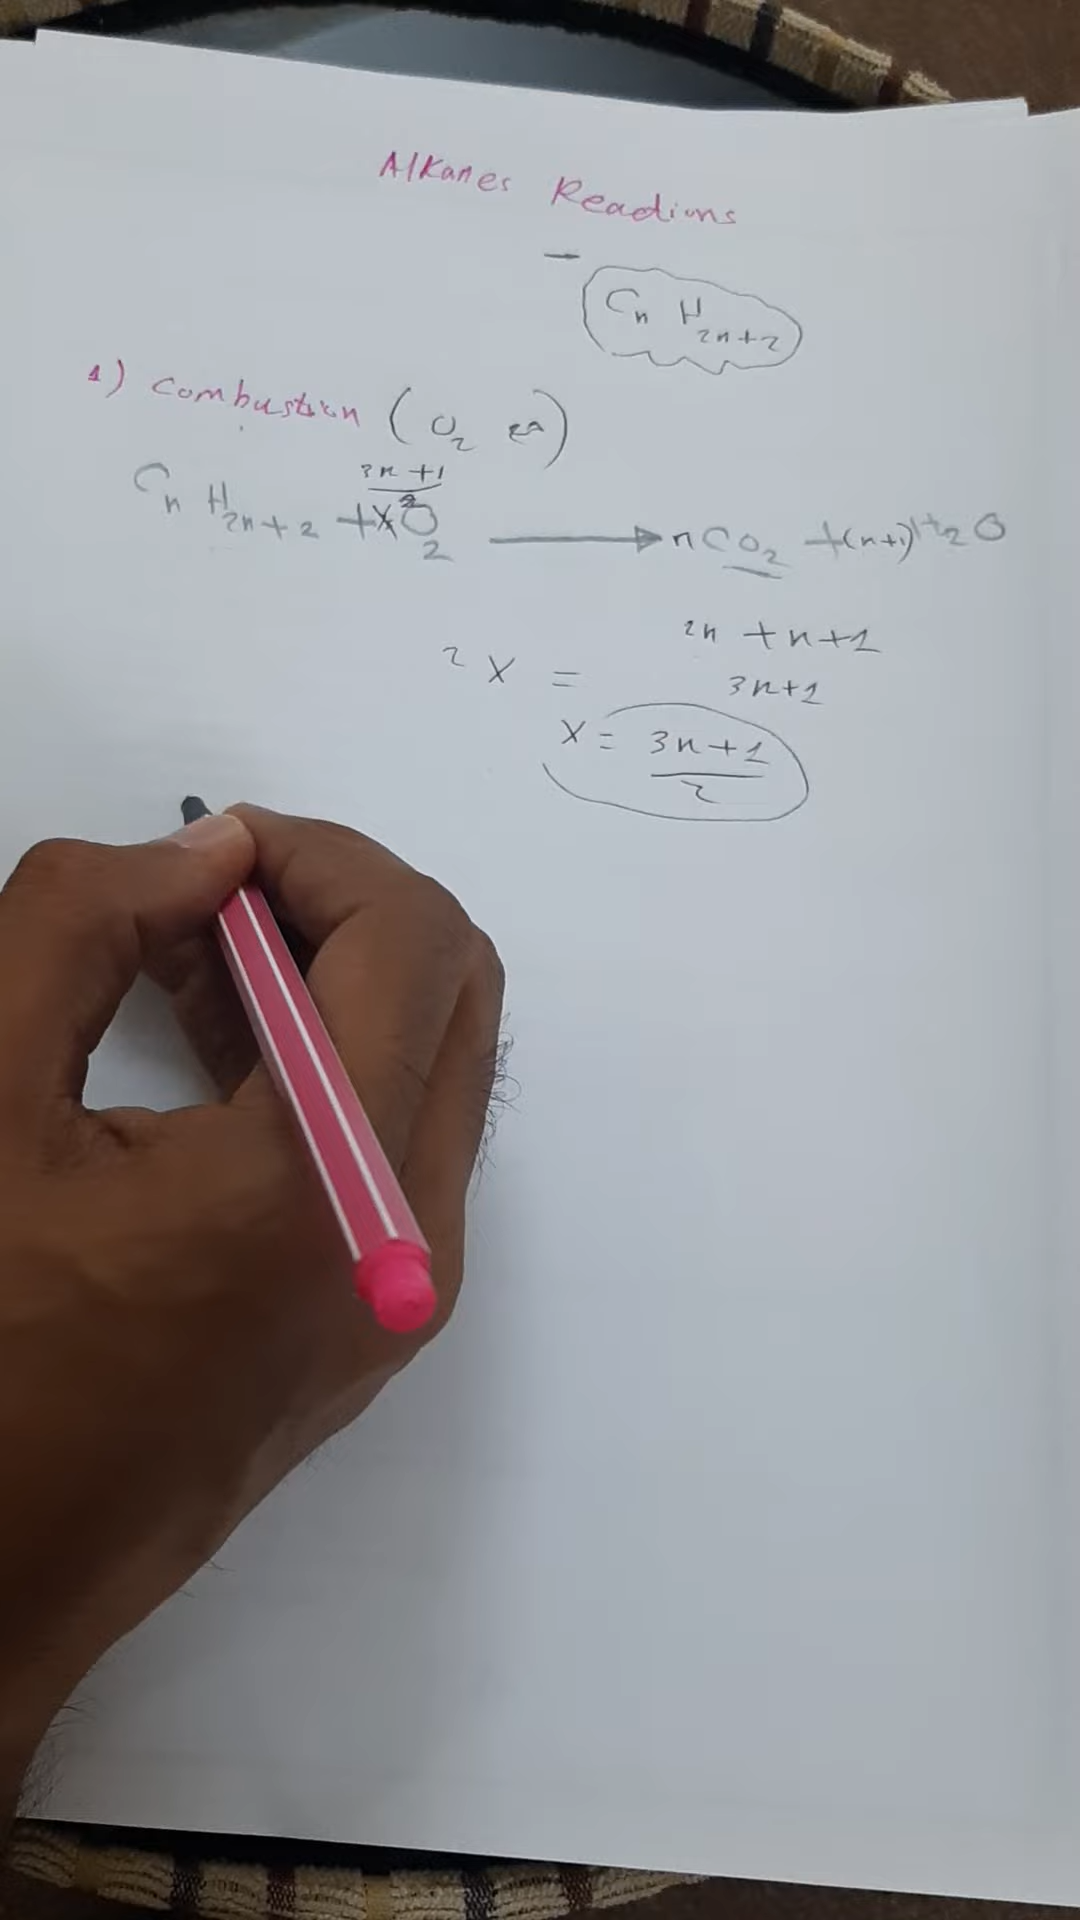 Alkanes Reactions
CnH2n+2
1) Combustion (O2
3n+1
2
CnH2n+2 + x O2 → nCO2 + (n+1)H2O
2n + n+1
2x = 3n+1
x = 3n+1
2